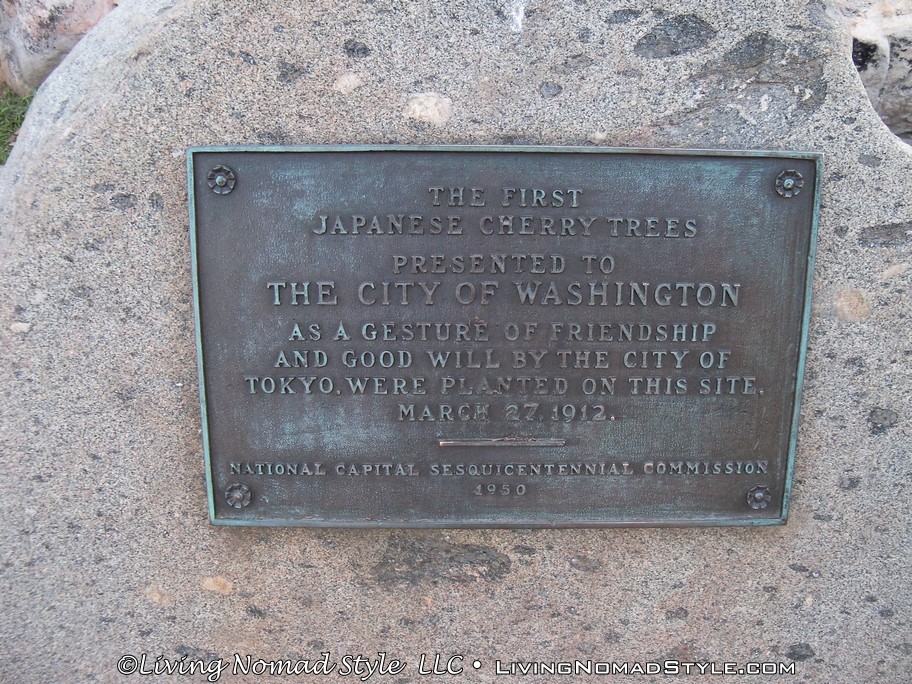 THE FIRST
JAPANESE CHERRY TREES
PRESENTED TO
THE CITY OF WASHINGTON
AS A GESTURE OF FRIENDSHIP
AND GOOD WILL BY THE CITY OF
TOKYO, WERE PLANTED ON THIS SITE,
MARCH 27, 1912.
NATIONAL CAPITAL SESQUICENTENNIAL COMMISSION
1950
©Living Nomad Style LLC • LivingNomadStyle.com